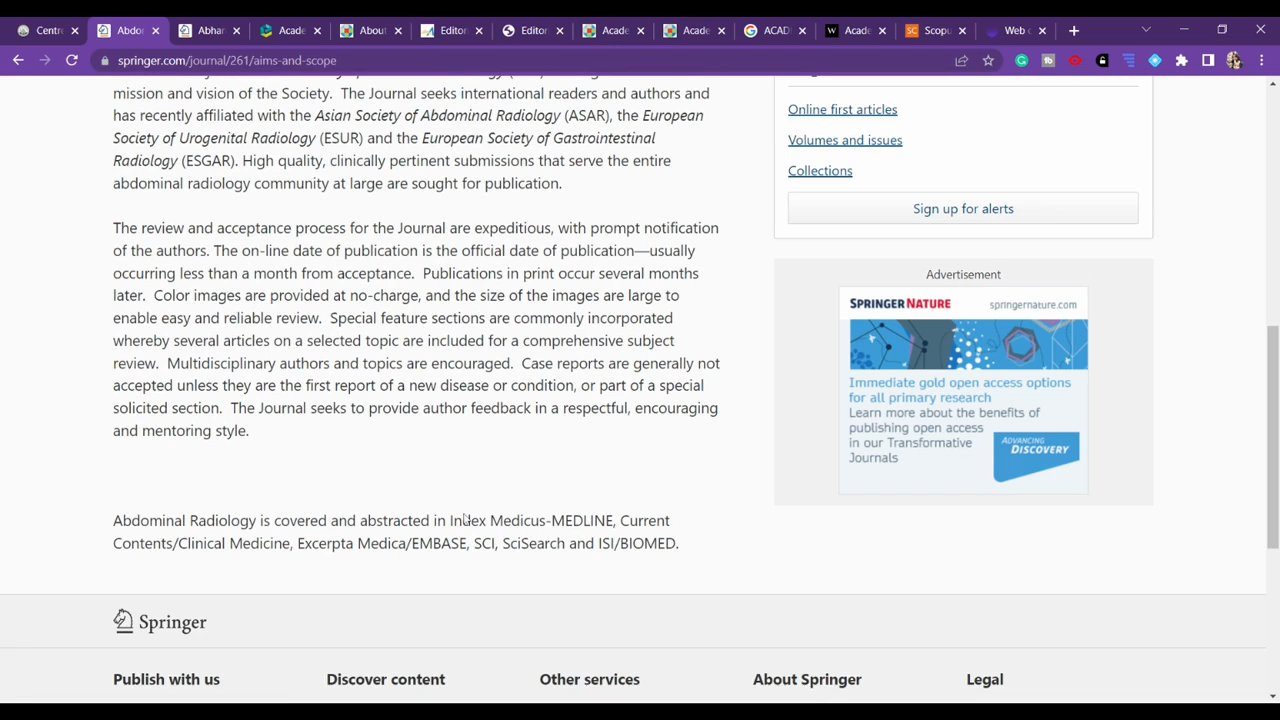 Centre
Abdo
Abhan
Acade
About
Editor
Editor
Acade
Acade
ACAD
Acade
Scopu
Web o
springer.com/journal/261/aims-and-scope
mission and vision of the Society. The Journal seeks international readers and authors and
has recently affiliated with the Asian Society of Abdominal Radiology (ASAR), the European
Society of Urogenital Radiology (ESUR) and the European Society of Gastrointestinal
Radiology (ESGAR). High quality, clinically pertinent submissions that serve the entire
abdominal radiology community at large are sought for publication.
The review and acceptance process for the Journal are expeditious, with prompt notification
of the authors. The on-line date of publication is the official date of publication—usually
occurring less than a month from acceptance. Publications in print occur several months
later. Color images are provided at no-charge, and the size of the images are large to
enable easy and reliable review. Special feature sections are commonly incorporated
whereby several articles on a selected topic are included for a comprehensive subject
review. Multidisciplinary authors and topics are encouraged. Case reports are generally not
accepted unless they are the first report of a new disease or condition, or part of a special
solicited section. The Journal seeks to provide author feedback in a respectful, encouraging
and mentoring style.
Abdominal Radiology is covered and abstracted in Index Medicus-MEDLINE, Current
Contents/Clinical Medicine, Excerpta Medica/EMBASE, SCI, SciSearch and ISI/BIOMED.
Online first articles
Volumes and issues
Collections
Sign up for alerts
Advertisement
SPRINGER NATURE springernature.com
Immediate gold open access options
for all primary research
Learn more about the benefits of
publishing open access
in our Transformative
Journals
ADVANCING
DISCOVERY
Springer
Publish with us
Discover content
Other services
About Springer
Legal